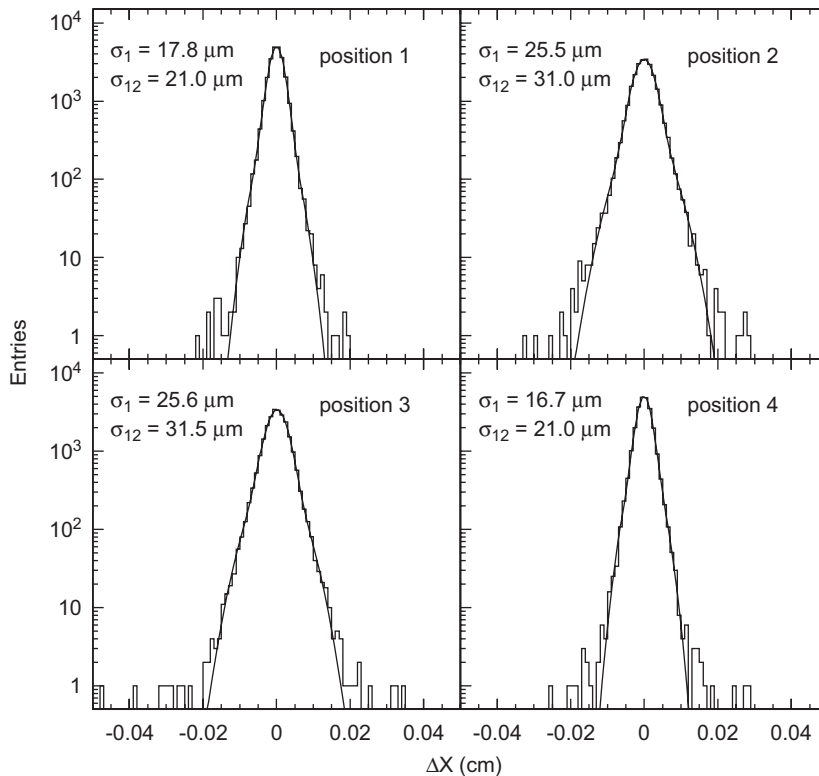 10⁴
10³
10²
10
1
σ₁ = 17.8 μm
σ₁₂ = 21.0 μm
position 1
σ₁ = 25.5 μm
σ₁₂ = 31.0 μm
position 2
Entries
10⁴
10³
10²
10
1
σ₁ = 25.6 μm
σ₁₂ = 31.5 μm
position 3
σ₁ = 16.7 μm
σ₁₂ = 21.0 μm
position 4
-0.04 -0.02 0 0.02 0.04 -0.04 -0.02 0 0.02 0.04
ΔX (cm)